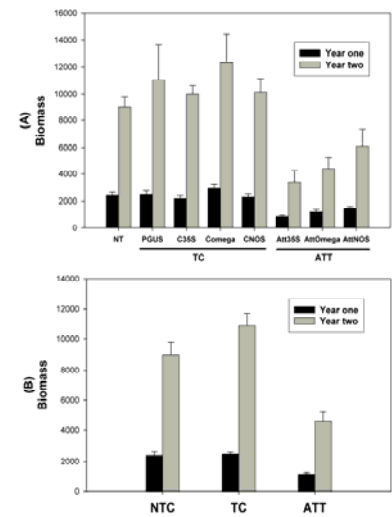 16000
14000
12000
10000
8000
6000
4000
2000
0
(A)
Biomass
Year one
Year two
NT PGUS C35S Comega CNOS Att35S AttOmega AttNOS
TC ATT
14000
12000
10000
8000
6000
4000
2000
0
(B)
Biomass
Year one
Year two
NTC TC ATT